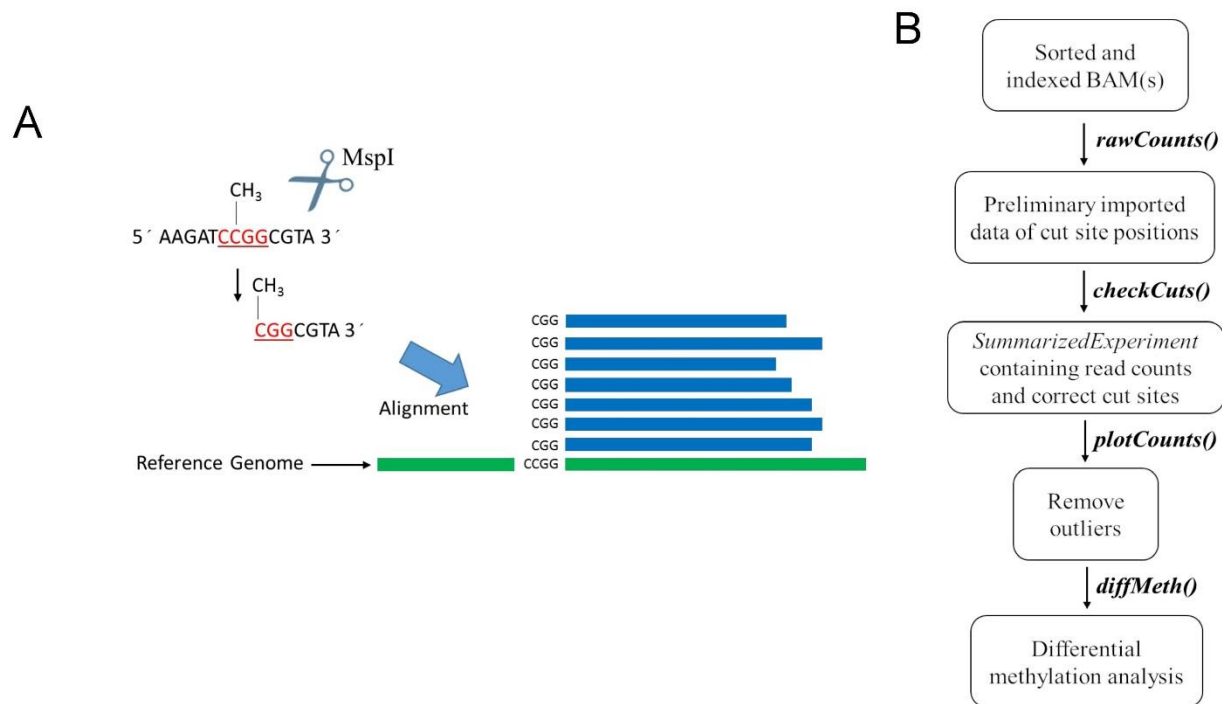 A
MspI
CH3
5´ AAGATCCGGCGTA 3´
CH3
CGGCGTA 3´
Alignment
CGG
CGG
CGG
CGG
CGG
CGG
CGG
Reference Genome
CCGG
B
Sorted and
indexed BAM(s)
rawCounts()
Preliminary imported
data of cut site positions
checkCuts()
SummarizedExperiment
containing read counts
and correct cut sites
plotCounts()
Remove
outliers
diffMeth()
Differential
methylation analysis